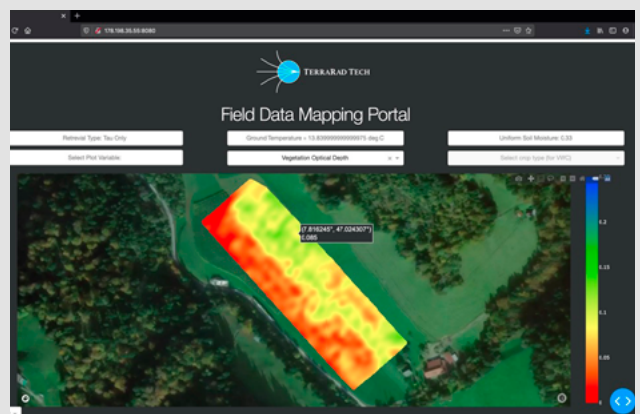 178.198.35.59:8080
TERRARAD TECH
Field Data Mapping Portal
Retrieval Type: Tau Only
Ground Temperature = 13.839999999999975 deg C
Uniform Soil Moisture: 0.33
Select Plot Variable:
Vegetation Optical Depth
Select crop type (for VWC)
(7.816245°, 47.024307°)
0.085
0.2
0.15
0.1
0.05
0